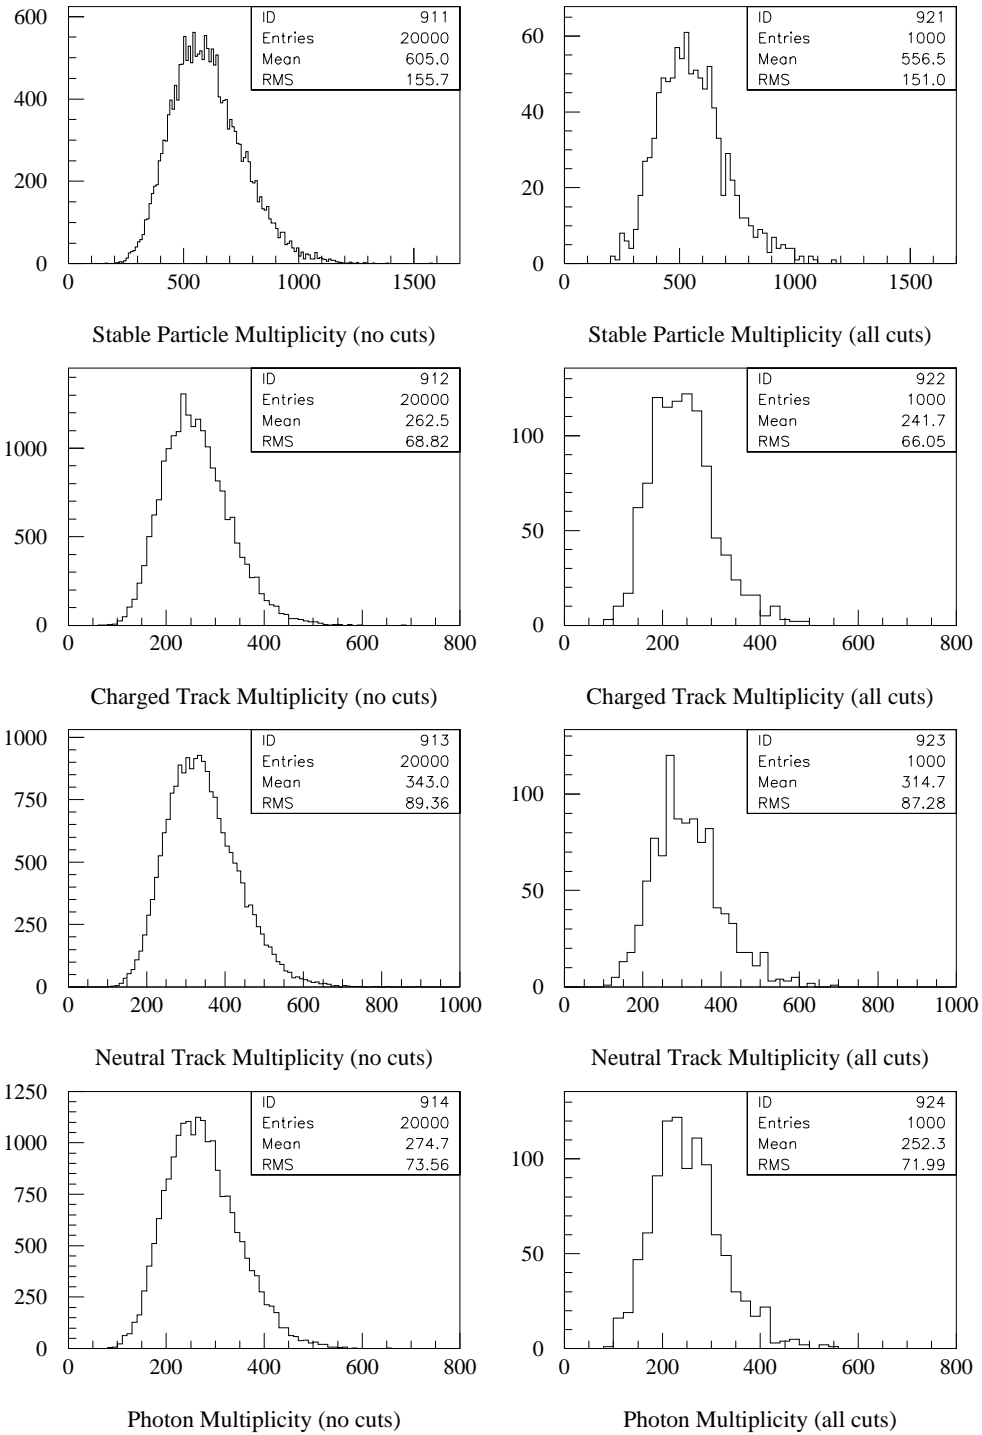 600
400
200
0
0 500 1000 1500
ID 911
Entries 20000
Mean 605.0
RMS 155.7
Stable Particle Multiplicity (no cuts)
60
40
20
0
0 500 1000 1500
ID 921
Entries 1000
Mean 556.5
RMS 151.0
Stable Particle Multiplicity (all cuts)
1000
500
0
0 200 400 600 800
ID 912
Entries 20000
Mean 262.5
RMS 68.82
Charged Track Multiplicity (no cuts)
100
50
0
0 200 400 600 800
ID 922
Entries 1000
Mean 241.7
RMS 66.05
Charged Track Multiplicity (all cuts)
1000
750
500
250
0
0 200 400 600 800 1000
ID 913
Entries 20000
Mean 343.0
RMS 89.36
Neutral Track Multiplicity (no cuts)
100
50
0
0 200 400 600 800 1000
ID 923
Entries 1000
Mean 314.7
RMS 87.28
Neutral Track Multiplicity (all cuts)
1250
1000
750
500
250
0
0 200 400 600 800
ID 914
Entries 20000
Mean 274.7
RMS 73.56
Photon Multiplicity (no cuts)
100
50
0
0 200 400 600 800
ID 924
Entries 1000
Mean 252.3
RMS 71.99
Photon Multiplicity (all cuts)